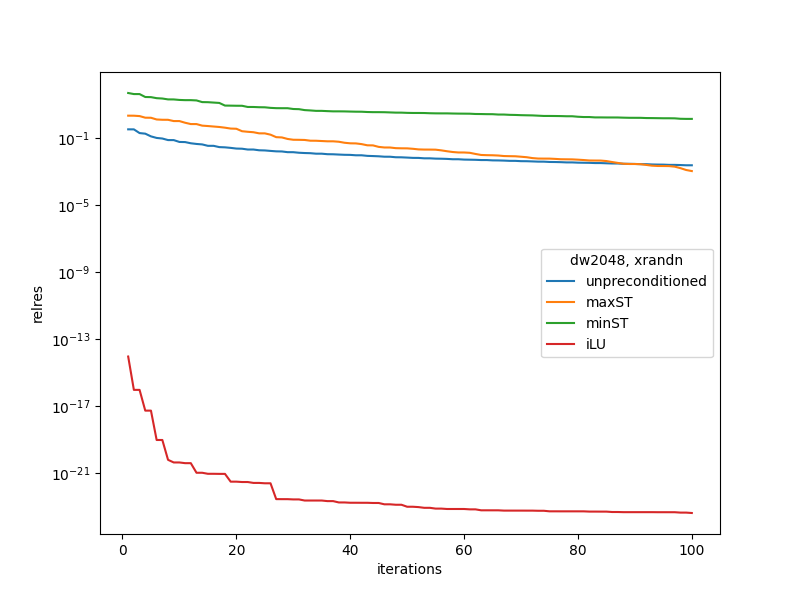 10⁻¹
10⁻⁵
10⁻⁹
10⁻¹³
10⁻¹⁷
10⁻²¹
relres
dw2048, xrandn
unpreconditioned
maxST
minST
iLU
0 20 40 60 80 100
iterations